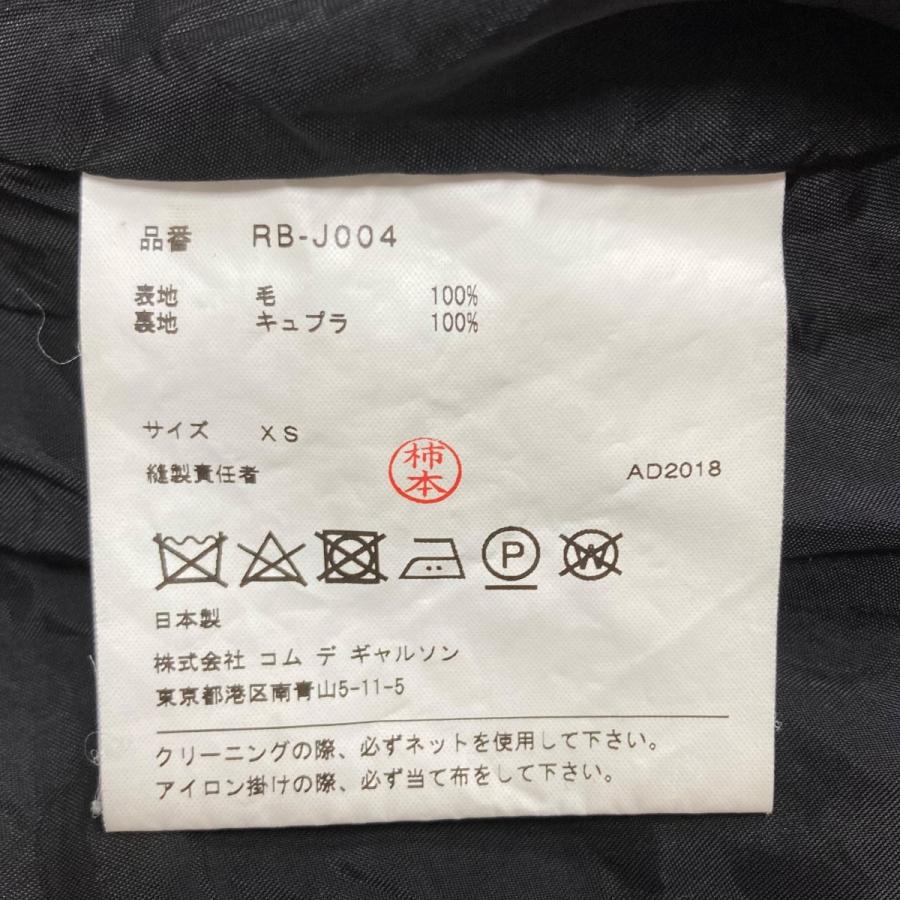 品番 RB-J004
表地 毛 100%
裏地 キュプラ 100%
サイズ XS
縫製責任者 柿本 AD2018
P W
日本製
株式会社 コム デ ギャルソン
東京都港区南青山5-11-5
クリーニングの際、必ずネットを使用して下さい。
アイロン掛けの際、必ず当て布をして下さい。